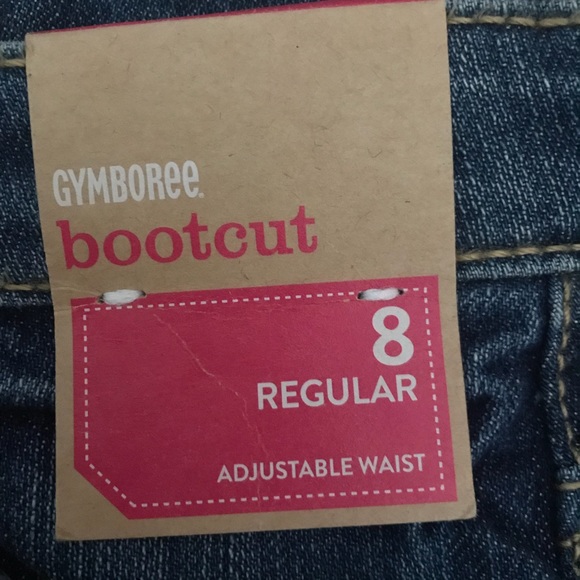 GYMBOREE
bootcut
8
REGULAR
ADJUSTABLE WAIST